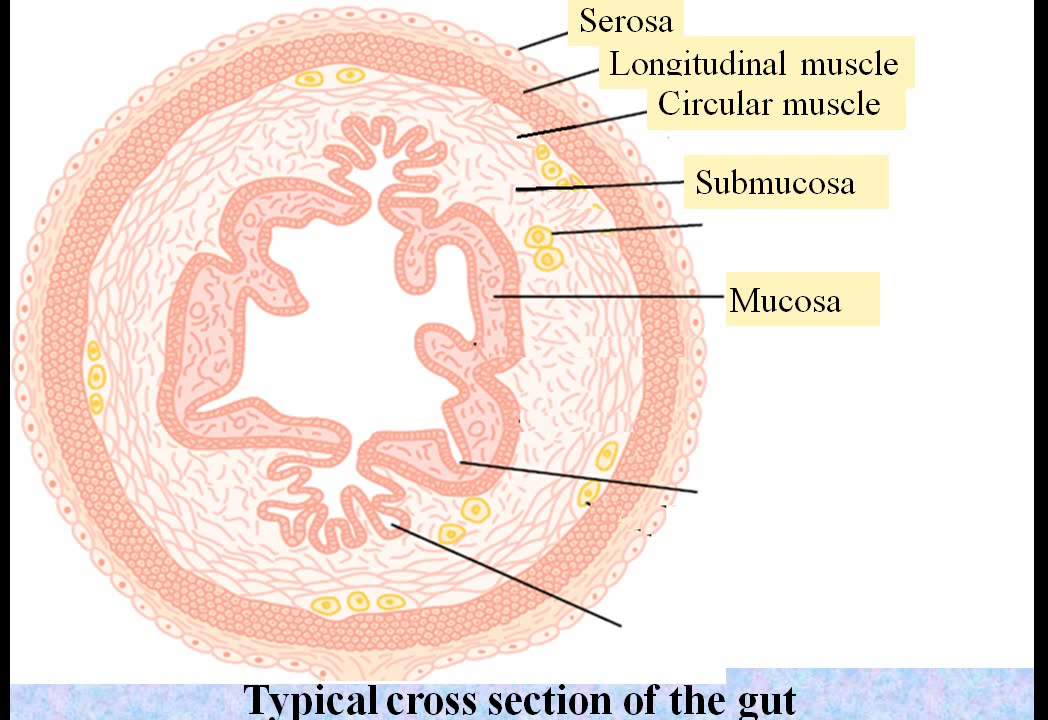 Serosa
Longitudinal muscle
Circular muscle
Submucosa
Mucosa
Typical cross section of the gut